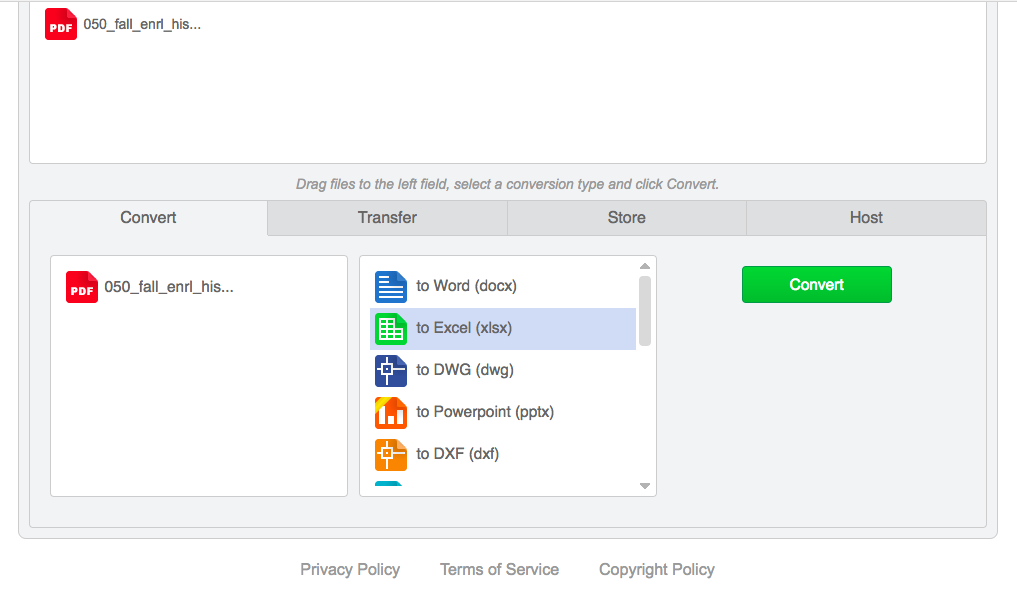 PDF 050_fall_enrl_his...
Drag files to the left field, select a conversion type and click Convert.
Convert Transfer Store Host
PDF 050_fall_enrl_his...
to Word (docx)
to Excel (xlsx)
to DWG (dwg)
to Powerpoint (pptx)
to DXF (dxf)
Convert
Privacy Policy Terms of Service Copyright Policy